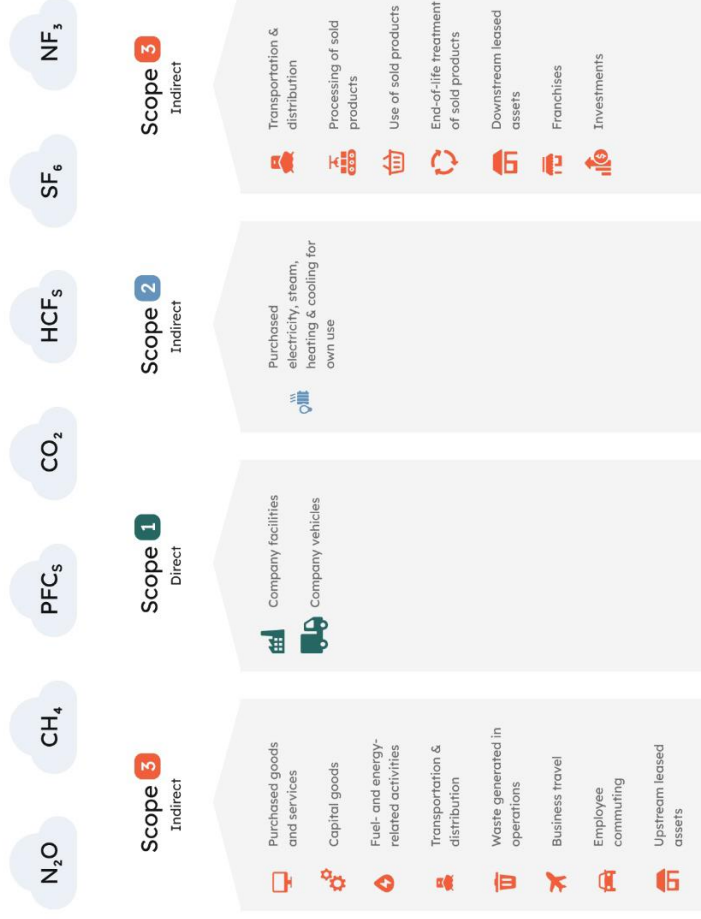 N₂O
CH₄
PFCₛ
CO₂
HCFₛ
SF₆
NF₃
Scope 3
Indirect
Purchased goods
and services
Capital goods
Fuel- and energy-
related activities
Transportation &
distribution
Waste generated in
operations
Business travel
Employee
commuting
Upstream leased
assets
Scope 1
Direct
Company facilities
Company vehicles
Scope 2
Indirect
Purchased
electricity, steam,
heating & cooling for
own use
Scope 3
Indirect
Transportation &
distribution
Processing of sold
products
Use of sold products
End-of-life treatment
of sold products
Downstream leased
assets
Franchises
Investments